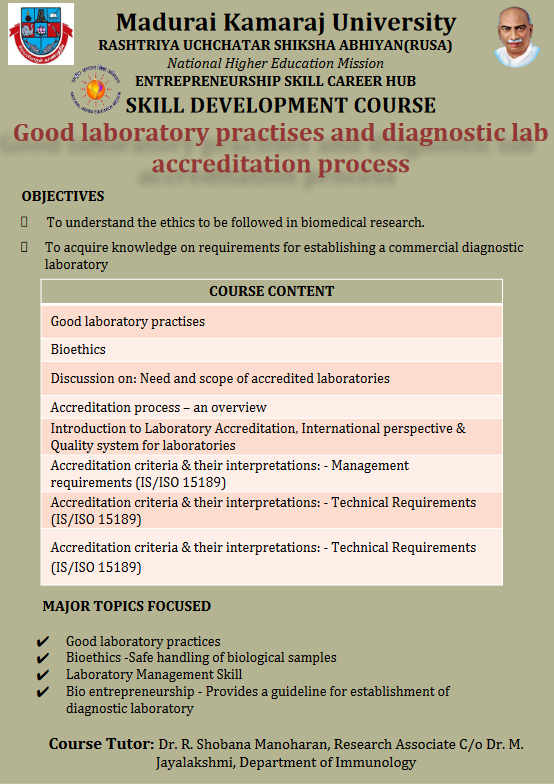 Madurai Kamaraj University
RASHTRIYA UCHCHATAR SHIKSHA ABHIYAN(RUSA)
National Higher Education Mission
ENTREPRENEURSHIP SKILL CAREER HUB
SKILL DEVELOPMENT COURSE
Good laboratory practises and diagnostic lab
accreditation process
OBJECTIVES
To understand the ethics to be followed in biomedical research.
To acquire knowledge on requirements for establishing a commercial diagnostic
laboratory
COURSE CONTENT
Good laboratory practises
Bioethics
Discussion on: Need and scope of accredited laboratories
Accreditation process – an overview
Introduction to Laboratory Accreditation, International perspective &
Quality system for laboratories
Accreditation criteria & their interpretations: - Management
requirements (IS/ISO 15189)
Accreditation criteria & their interpretations: - Technical Requirements
(IS/ISO 15189)
Accreditation criteria & their interpretations: - Technical Requirements
(IS/ISO 15189)
MAJOR TOPICS FOCUSED
✔ Good laboratory practices
✔ Bioethics -Safe handling of biological samples
✔ Laboratory Management Skill
✔ Bio entrepreneurship - Provides a guideline for establishment of
diagnostic laboratory
Course Tutor: Dr. R. Shobana Manoharan, Research Associate C/o Dr. M.
Jayalakshmi, Department of Immunology